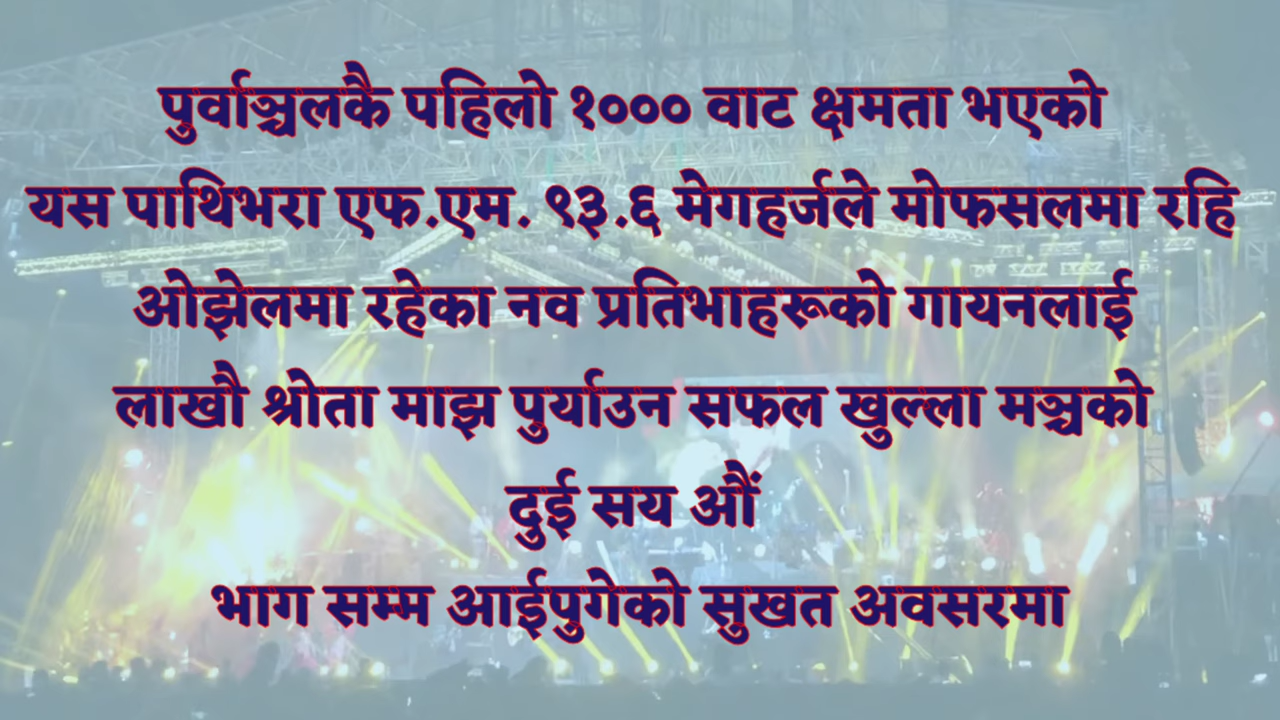 पुर्वाञ्चलकै पहिलो १००० वाट क्षमता भएको
यस पाथिभरा एफ.एम. ९३.६ मेगहर्जले मोफसलमा रहि
ओझेलमा रहेका नव प्रतिभाहरूको गायनलाई
लाखौ श्रोता माझ पुर्याउन सफल खुल्ला मञ्चको
दुई सय औं
भाग सम्म आईपुगेको सुखत अवसरमा